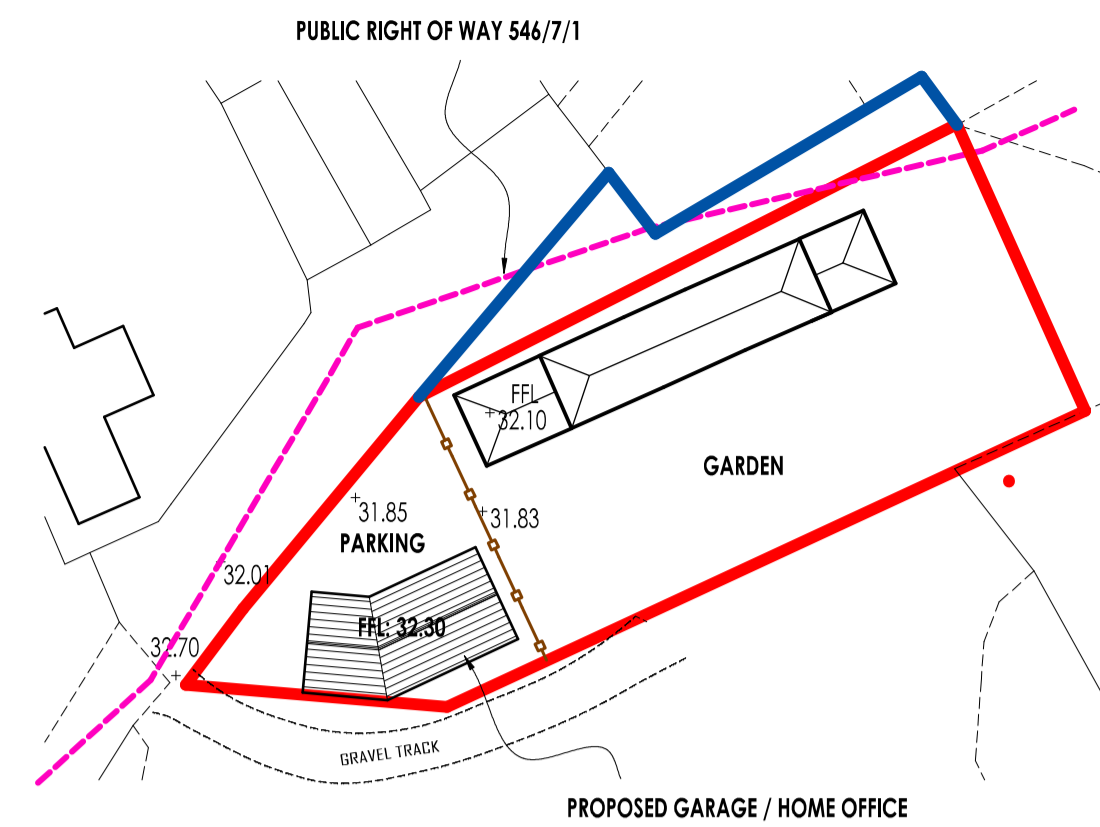 PUBLIC RIGHT OF WAY 546/7/1
FFL
32.10
GARDEN
31.85
31.83
PARKING
32.01
FFL: 32.30
32.70
GRAVEL TRACK
PROPOSED GARAGE / HOME OFFICE